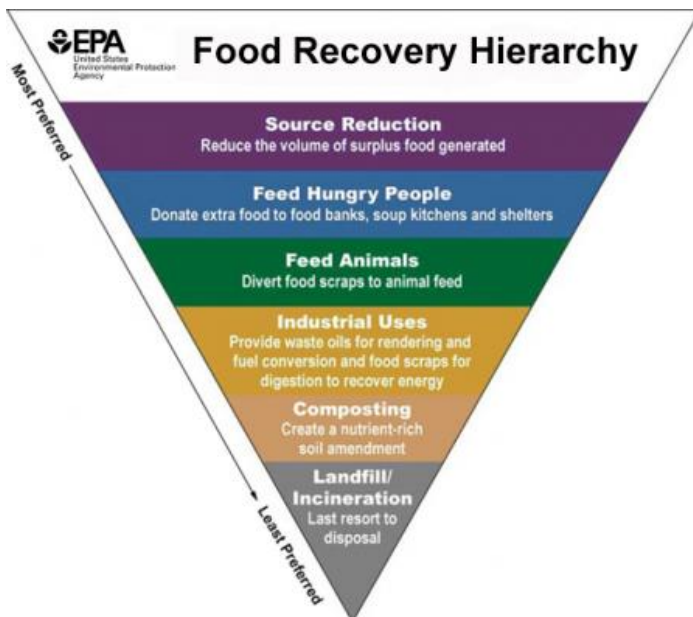 EPA
United States
Environmental Protection
Agency
Food Recovery Hierarchy
Most Preferred
Source Reduction
Reduce the volume of surplus food generated
Feed Hungry People
Donate extra food to food banks, soup kitchens and shelters
Feed Animals
Divert food scraps to animal feed
Industrial Uses
Provide waste oils for rendering and
fuel conversion and food scraps for
digestion to recover energy
Composting
Create a nutrient-rich
soil amendment
Landfill/
Incineration
Last resort to
disposal
Least Preferred